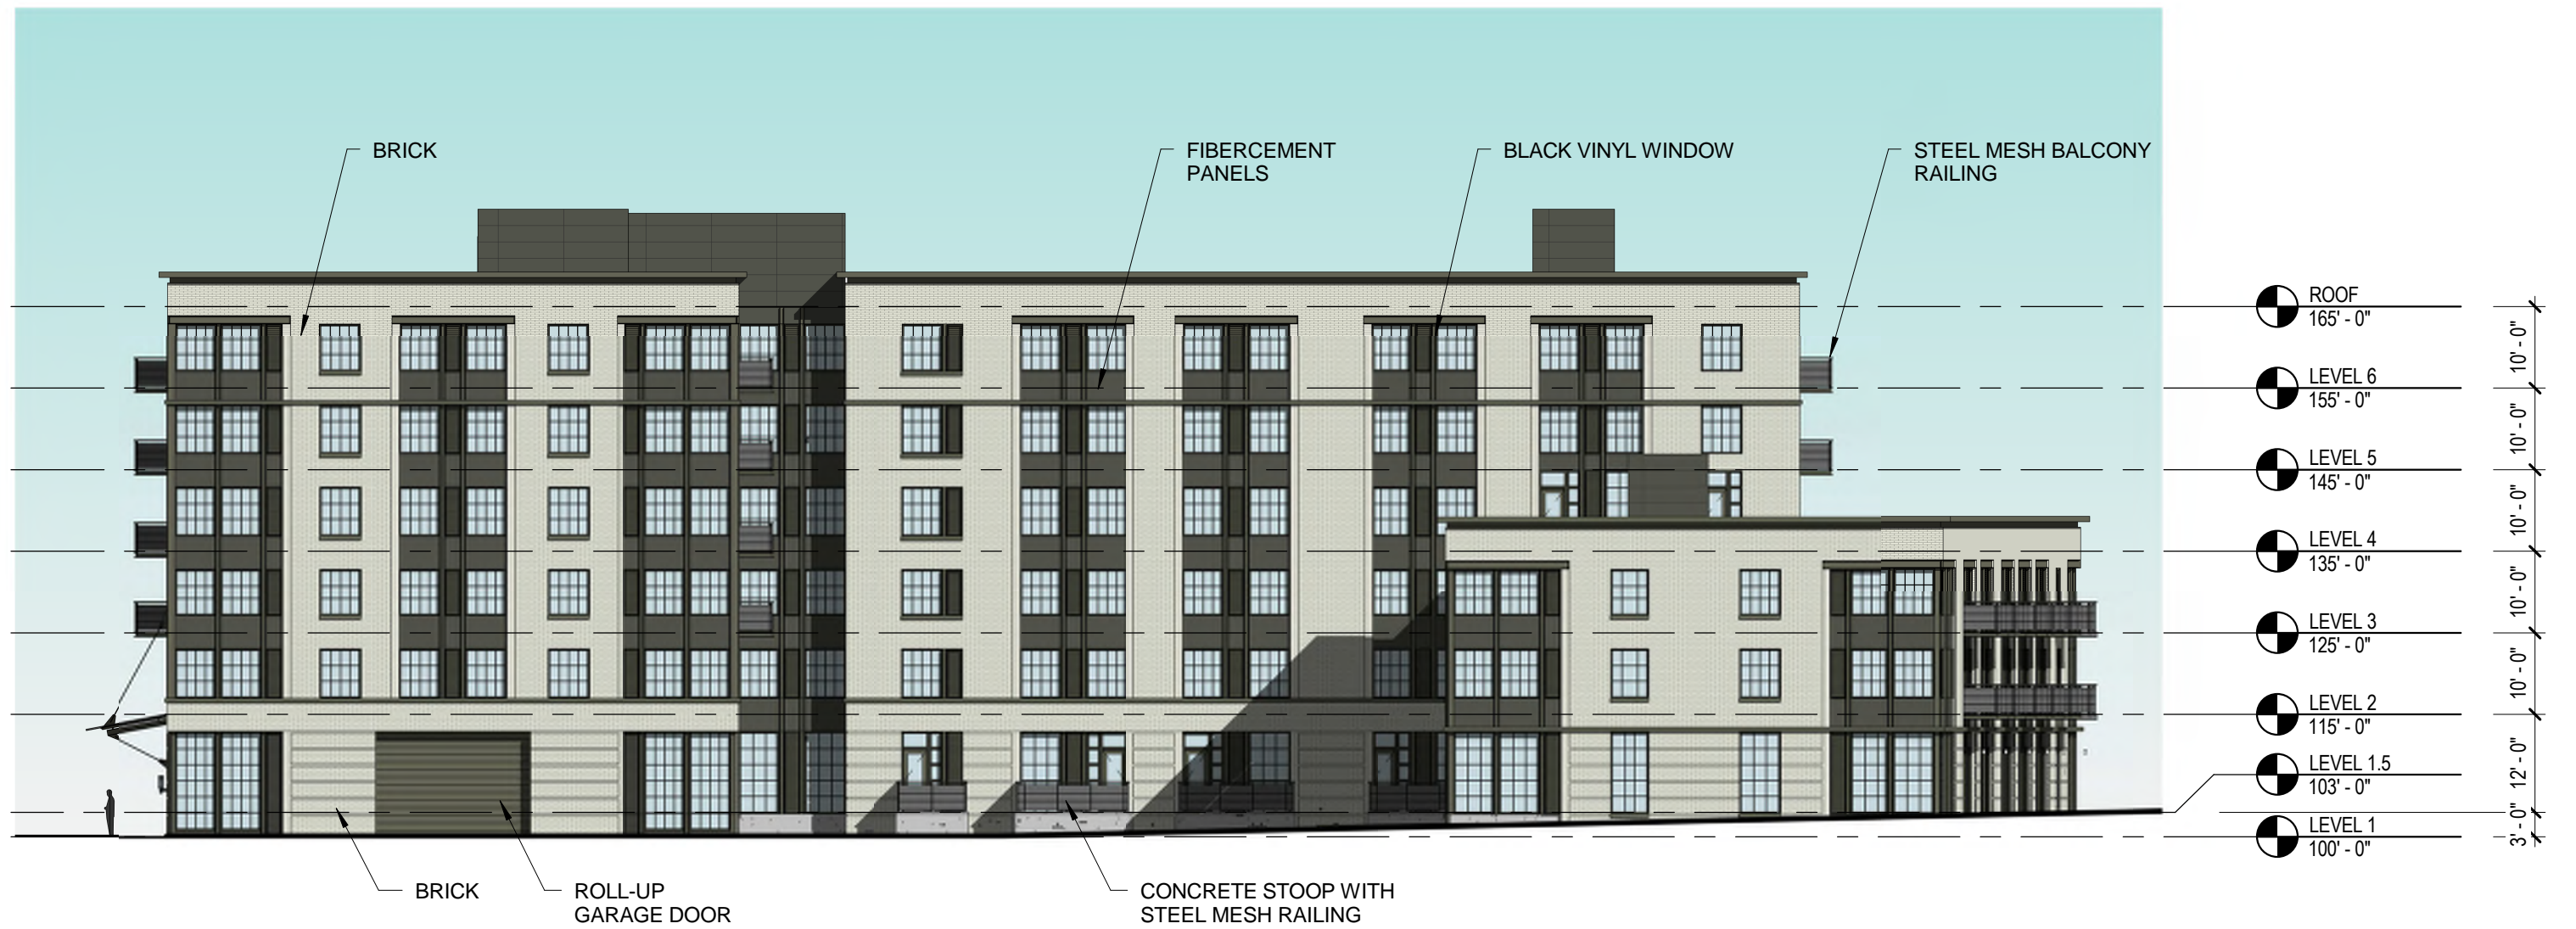 BRICK
FIBERCEMENT
PANELS
BLACK VINYL WINDOW
STEEL MESH BALCONY
RAILING
ROOF
165' - 0"
10' - 0"
LEVEL 6
155' - 0"
10' - 0"
LEVEL 5
145' - 0"
10' - 0"
LEVEL 4
135' - 0"
10' - 0"
LEVEL 3
125' - 0"
10' - 0"
LEVEL 2
115' - 0"
12' - 0"
LEVEL 1.5
103' - 0"
3' - 0"
LEVEL 1
100' - 0"
BRICK
ROLL-UP
GARAGE DOOR
CONCRETE STOOP WITH
STEEL MESH RAILING